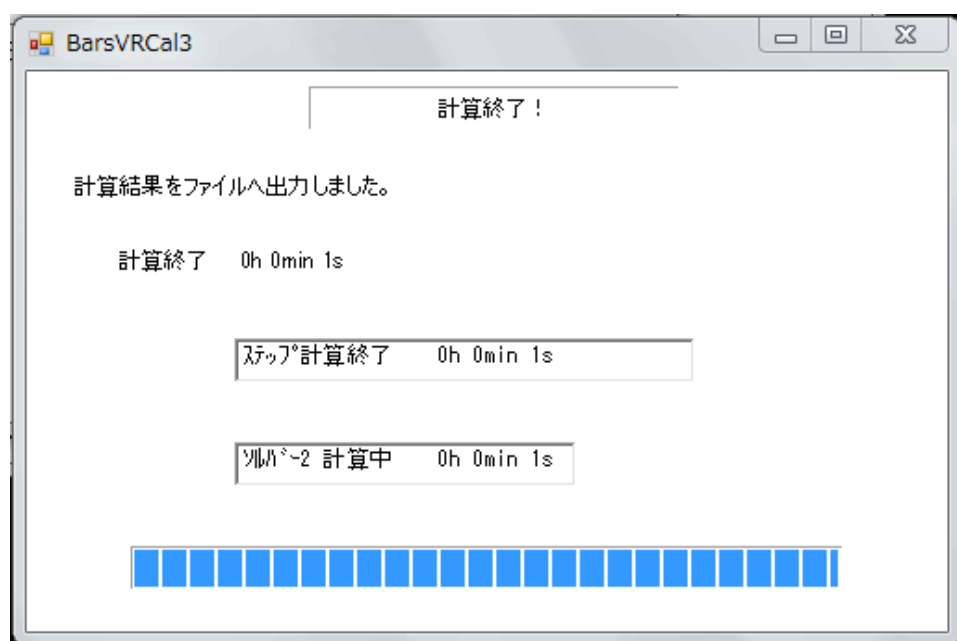 BarsVRCal3
計算終了！
計算結果をファイルへ出力しました。
計算終了 0h 0min 1s
ｽﾃｯﾌﾟ計算終了 0h 0min 1s
ｿﾙﾊﾞｰ2 計算中 0h 0min 1s